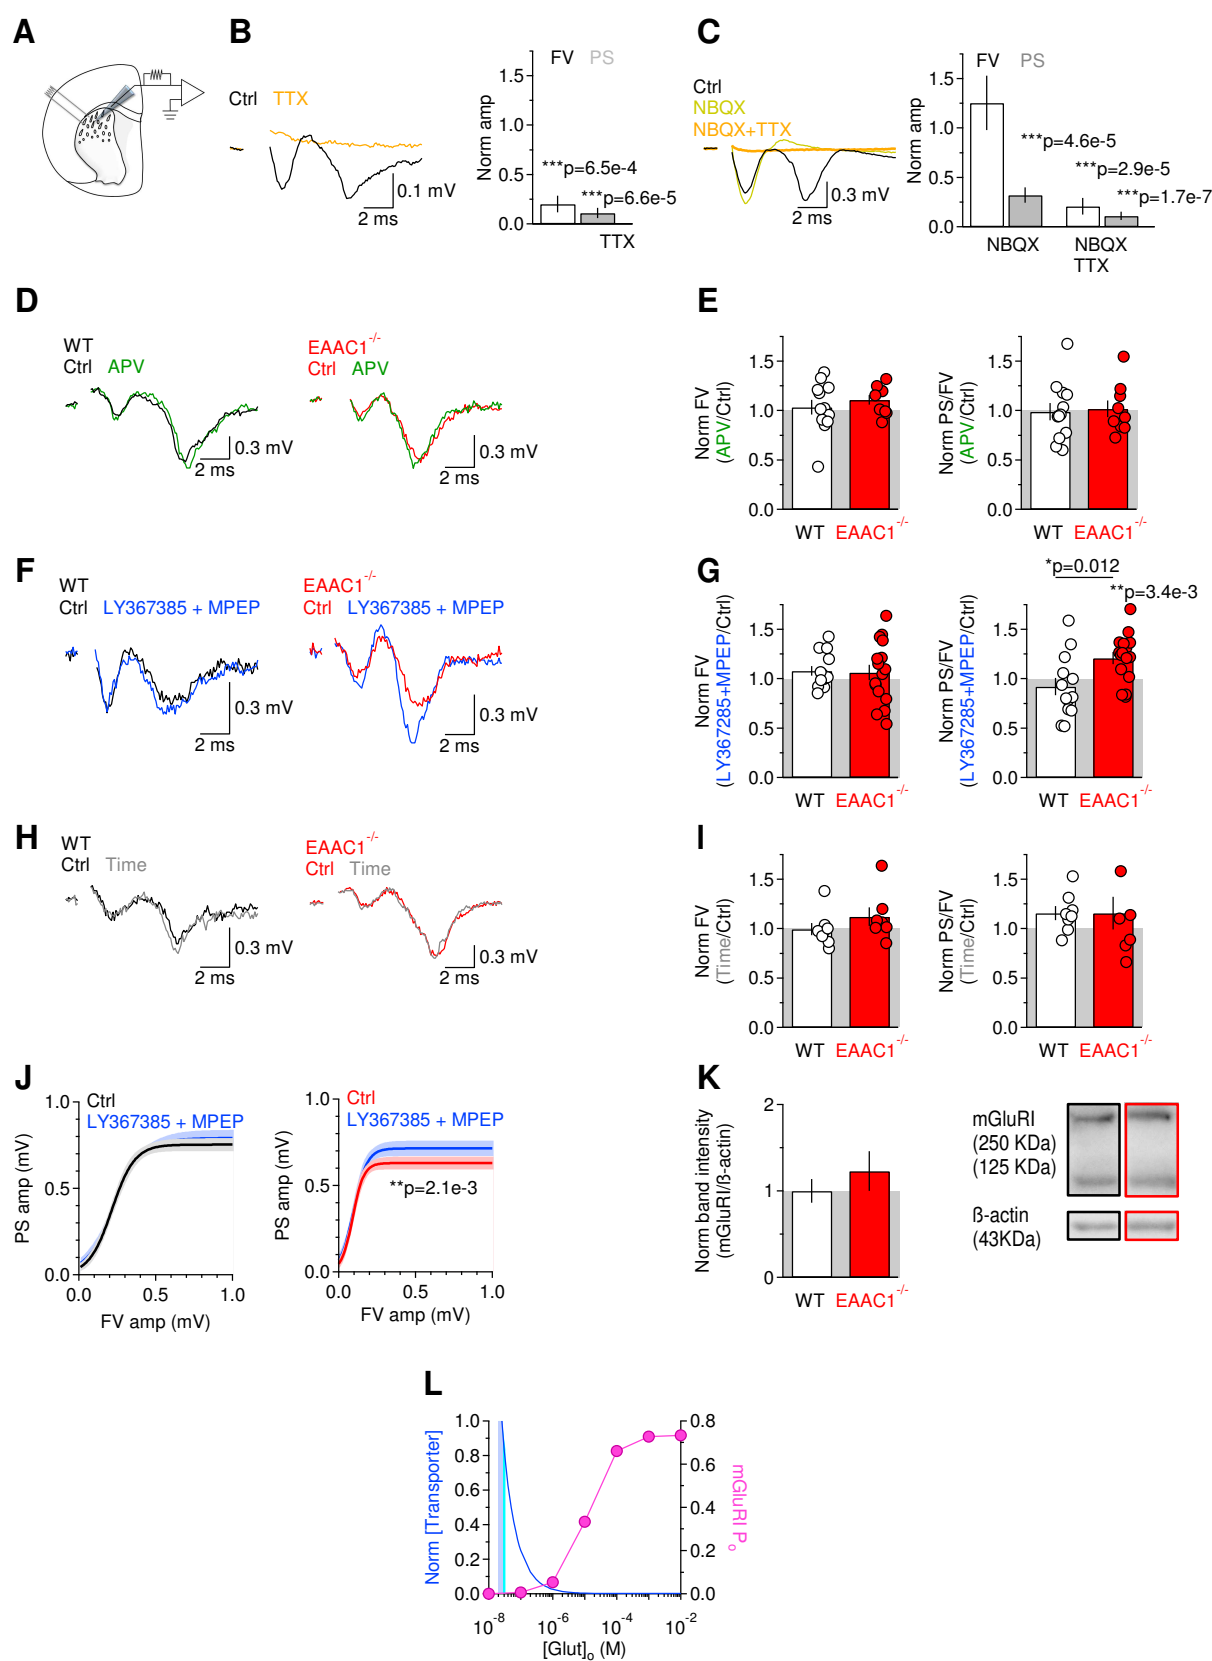 A
B
Ctrl TTX
0.1 mV
2 ms
Norm amp
1.5
1.0
0.5
0.0
FV PS
***p=6.5e-4
***p=6.6e-5
TTX
C
Ctrl
NBQX
NBQX+TTX
0.3 mV
2 ms
Norm amp
1.5
1.0
0.5
0.0
FV PS
***p=4.6e-5
***p=2.9e-5
***p=1.7e-7
NBQX
NBQX
TTX
D
WT
Ctrl APV
0.3 mV
2 ms
EAAC1-/-
Ctrl APV
0.3 mV
2 ms
E
Norm FV
(APV/Ctrl)
1.5
1.0
0.5
0.0
WT EAAC1-/-
Norm PS/FV
(APV/Ctrl)
1.5
1.0
0.5
0.0
WT EAAC1-/-
F
WT
Ctrl LY367385 + MPEP
0.3 mV
2 ms
EAAC1-/-
Ctrl LY367385 + MPEP
0.3 mV
2 ms
G
Norm FV
(LY367285+MPEP/Ctrl)
1.5
1.0
0.5
0.0
WT EAAC1-/-
*p=0.012
**p=3.4e-3
Norm PS/FV
(LY367285+MPEP/Ctrl)
1.5
1.0
0.5
0.0
WT EAAC1-/-
H
WT
Ctrl Time
0.3 mV
2 ms
EAAC1-/-
Ctrl Time
0.3 mV
2 ms
I
Norm FV
(Time/Ctrl)
1.5
1.0
0.5
0.0
WT EAAC1-/-
Norm PS/FV
(Time/Ctrl)
1.5
1.0
0.5
0.0
WT EAAC1-/-
J
Ctrl
LY367385 + MPEP
PS amp (mV)
1.0
0.5
0.0
0.0 0.5 1.0
FV amp (mV)
Ctrl
LY367385 + MPEP
**p=2.1e-3
PS amp (mV)
1.0
0.5
0.0
0.0 0.5 1.0
FV amp (mV)
K
Norm band intensity
(mGluRI/ß-actin)
2
1
0
WT EAAC1-/-
mGluRI
(250 KDa)
(125 KDa)
ß-actin
(43KDa)
L
Norm [Transporter]
1.0
0.8
0.6
0.4
0.2
0.0
0.8
0.6
0.4
0.2
0.0
mGluRI Po
10-8 10-6 10-4 10-2
[Glut]o (M)